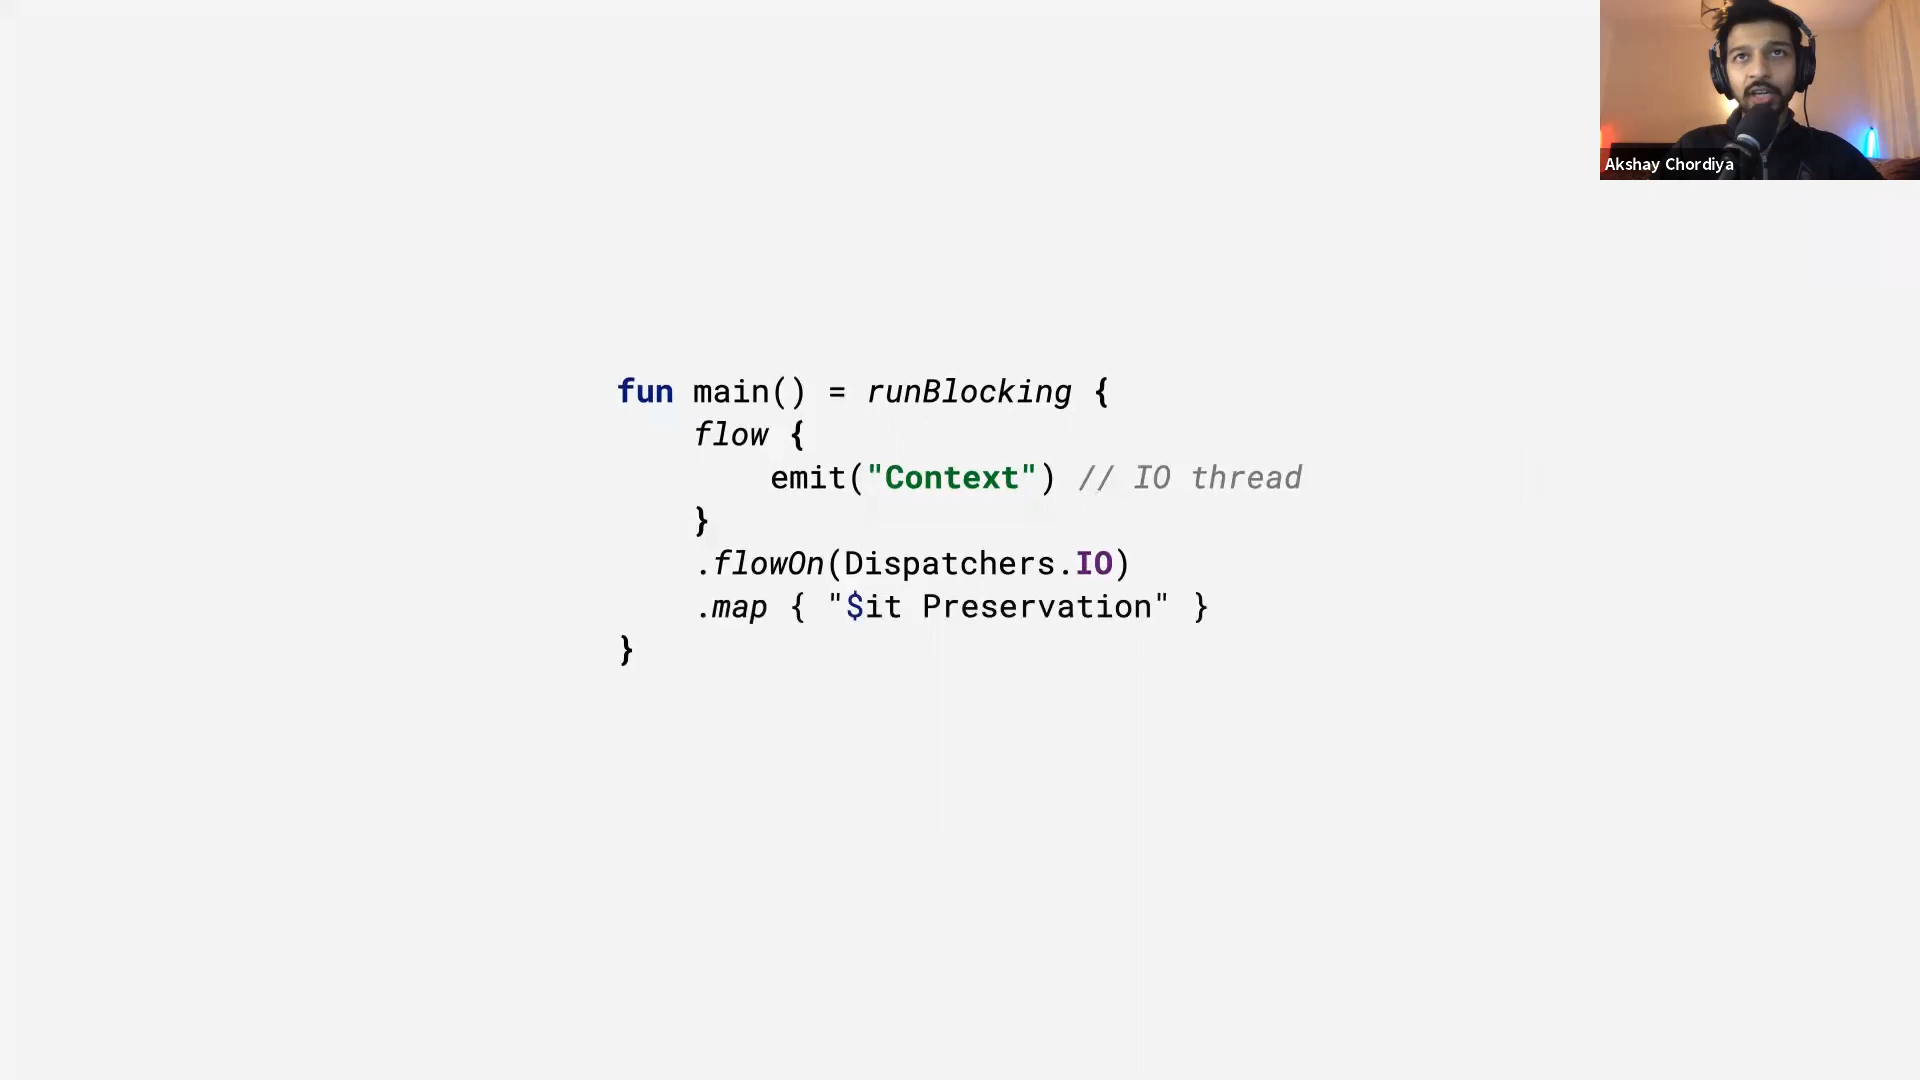 Akshay Chordiya
fun main() = runBlocking {
flow {
emit("Context") // IO thread
}
.flowOn(Dispatchers.IO)
.map { "$it Preservation" }
}